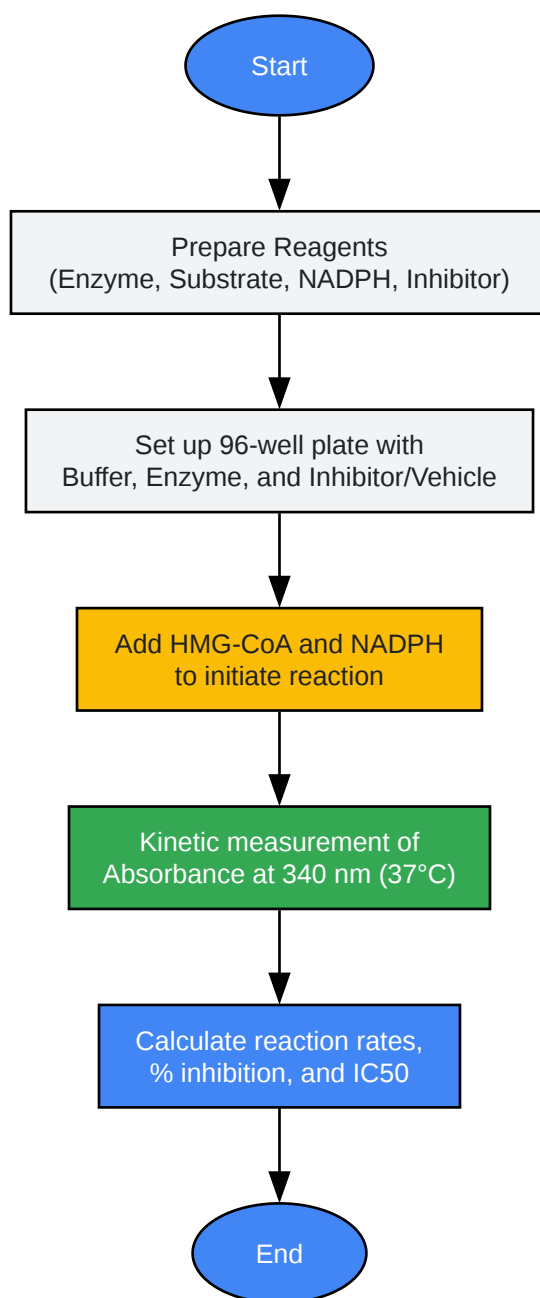 Start
Prepare Reagents
(Enzyme, Substrate, NADPH, Inhibitor)
Set up 96-well plate with
Buffer, Enzyme, and Inhibitor/Vehicle
Add HMG-CoA and NADPH
to initiate reaction
Kinetic measurement of
Absorbance at 340 nm (37°C)
Calculate reaction rates,
% inhibition, and IC50
End